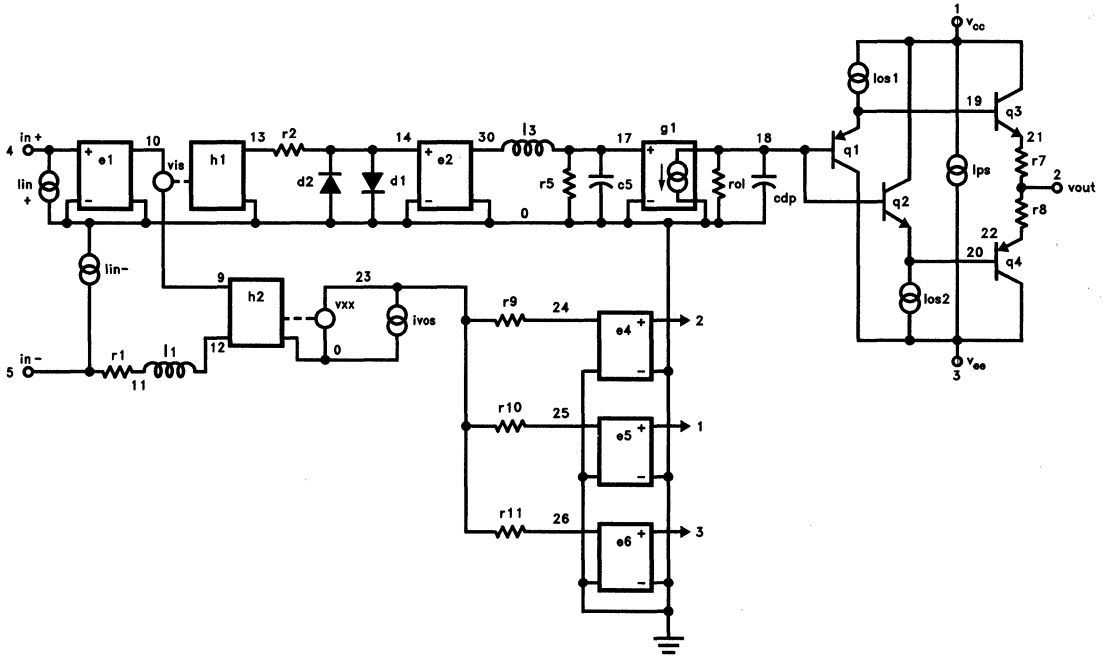 1
vcc
Ios1
19
q3
g1
in+
10
13
r2
14
30
l3
17
18
21
4
+
e1
vis
h1
+
e2
+
q1
r7
Iin
+
d2
d1
r5
c5
rol
Ips
2
vout
-
-
-
cdp
q2
r8
0
22
20
q4
Iin-
9
23
h2
vxx
ivos
r9
24
Ios2
e4
+
2
in-
5
r1
11
l1
12
0
-
vee
3
r10
25
e5
+
1
-
r11
26
e6
+
3
-